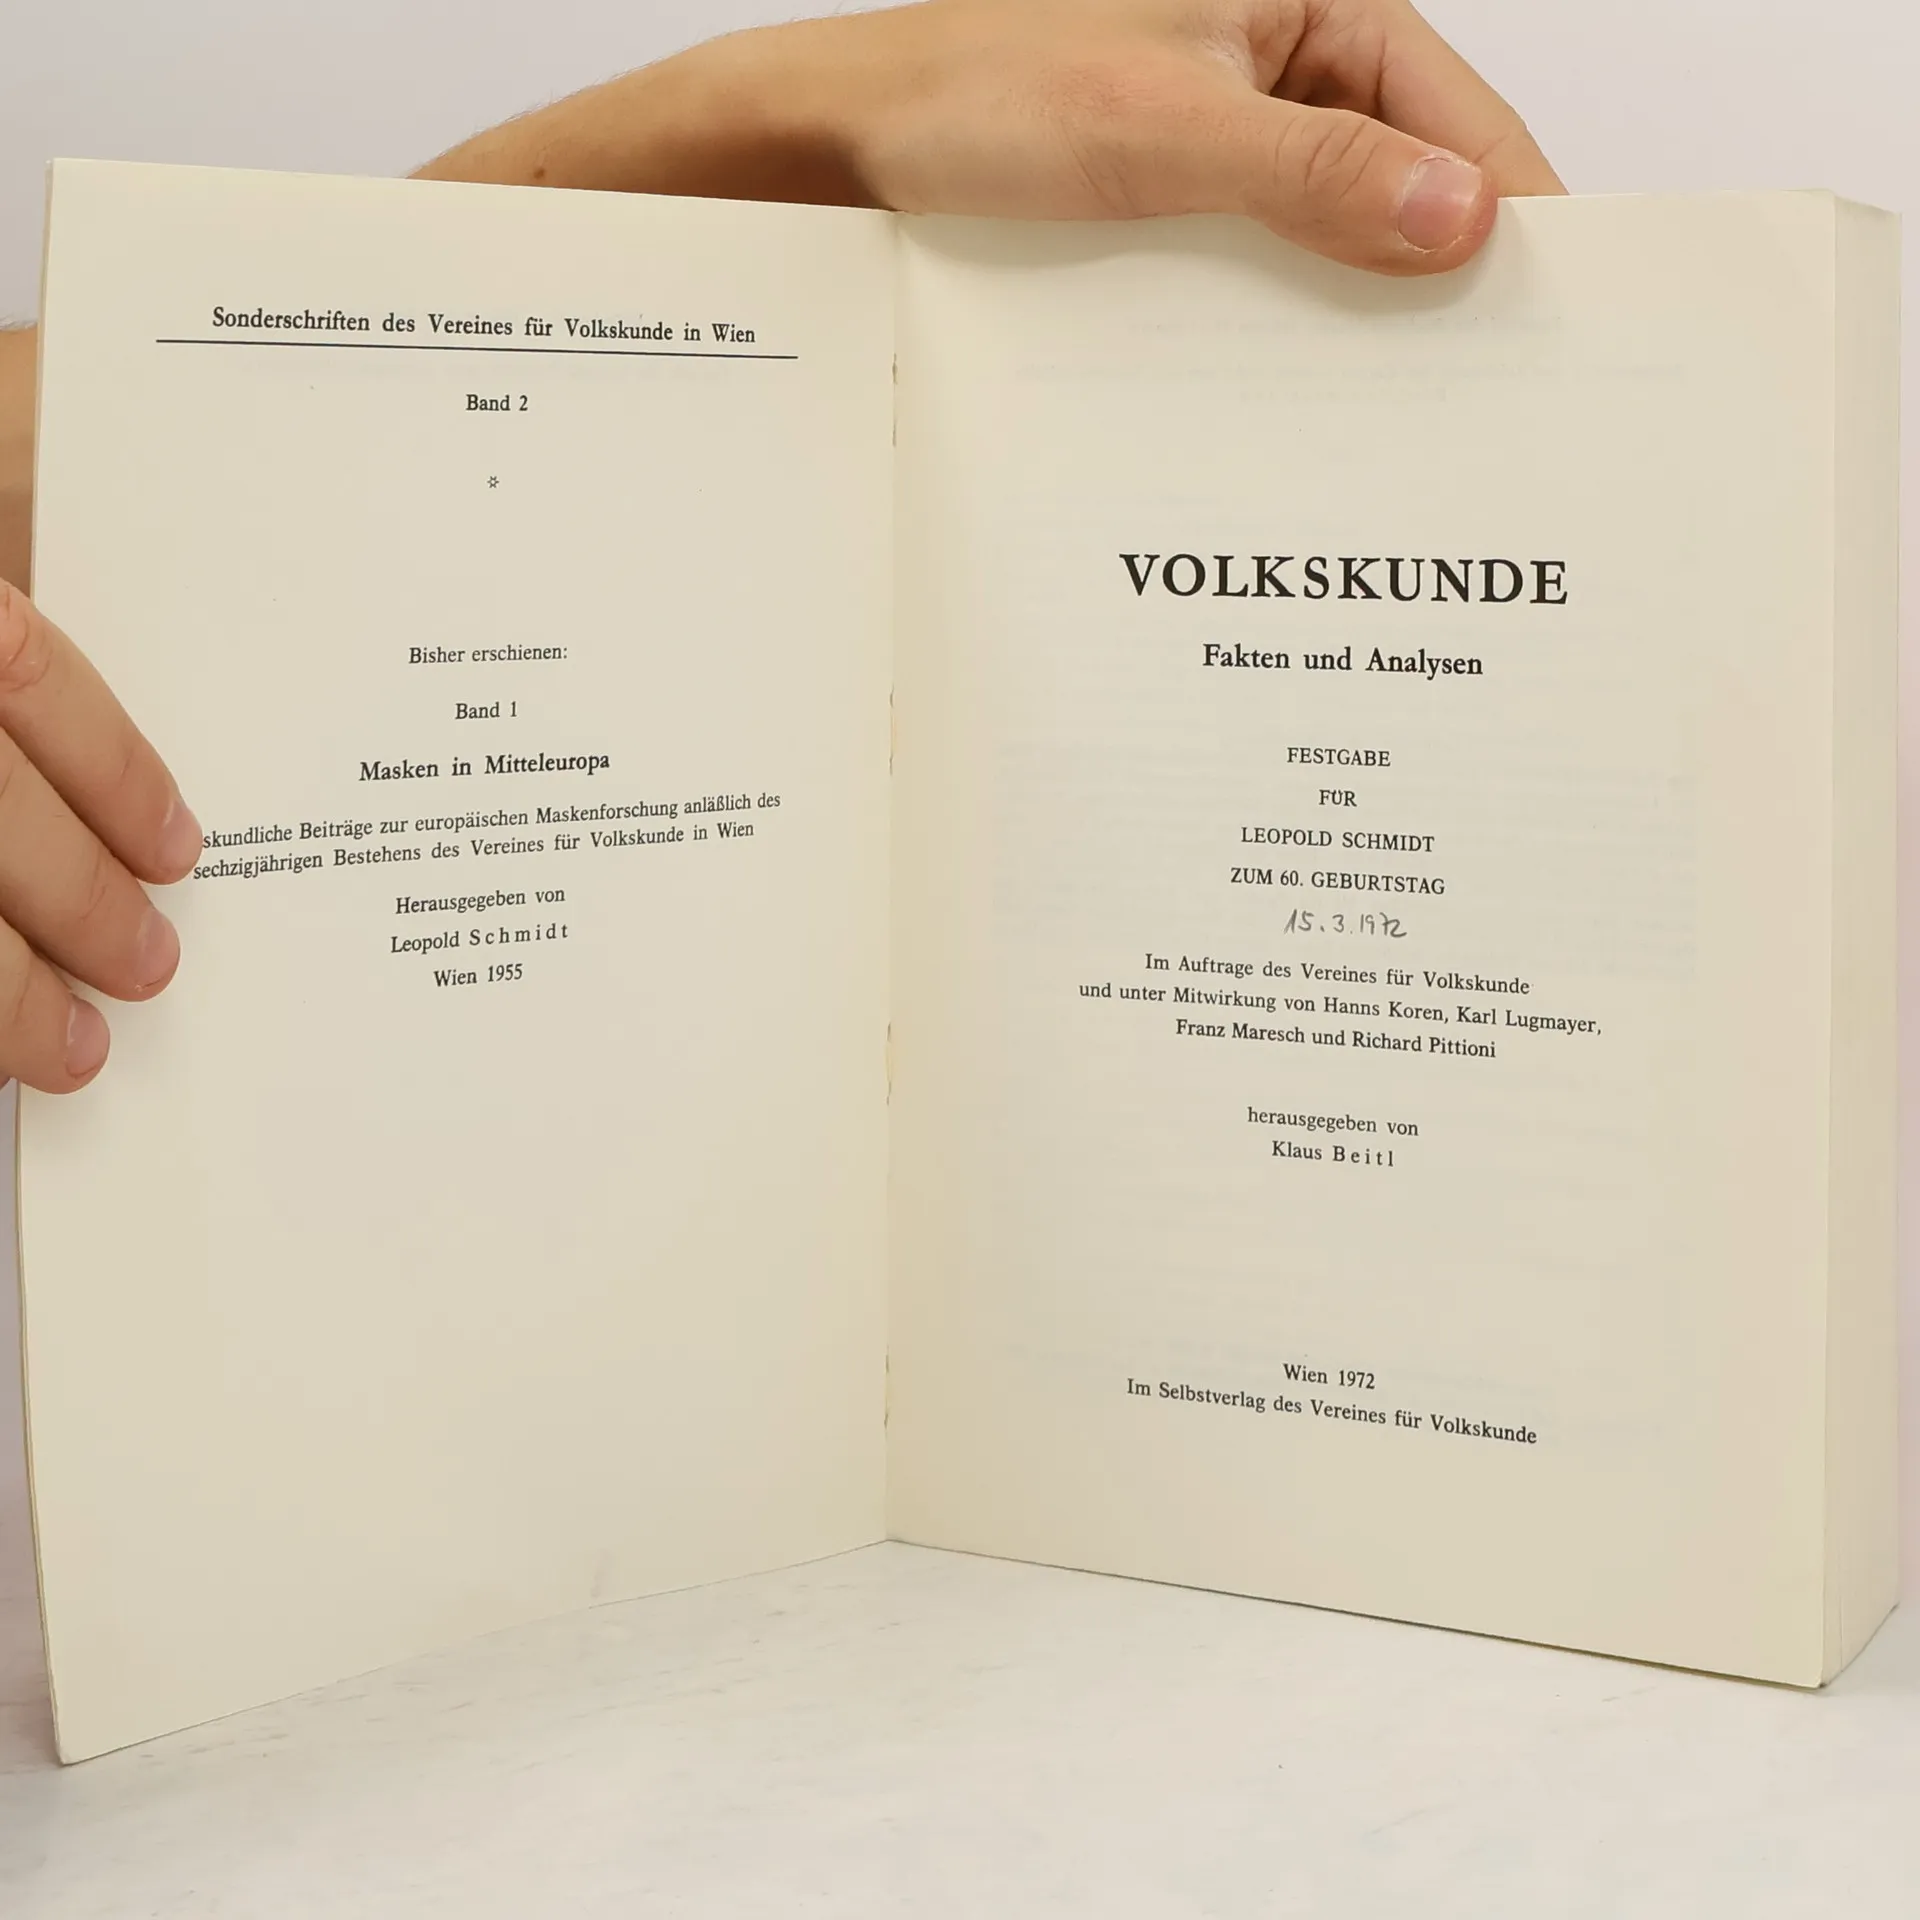 Sonderschriften des Vereines für Volkskunde in Wien
Band 2
Bisher erschienen:
Band 1
Masken in Mitteleuropa
skundliche Beiträge zur europäischen Maskenforschung anläßlich des
sechzigjährigen Bestehens des Vereines für Volkskunde in Wien
Herausgegeben von
Leopold Schmidt
Wien 1955
VOLKSKUNDE
Fakten und Analysen
FESTGABE
FÜR
LEOPOLD SCHMIDT
ZUM 60. GEBURTSTAG
15.3.1972
Im Auftrage des Vereines für Volkskunde
und unter Mitwirkung von Hanns Koren, Karl Lugmayer,
Franz Maresch und Richard Pittioni
herausgegeben von
Klaus Beitl
Wien 1972
Im Selbstverlag des Vereines für Volkskunde